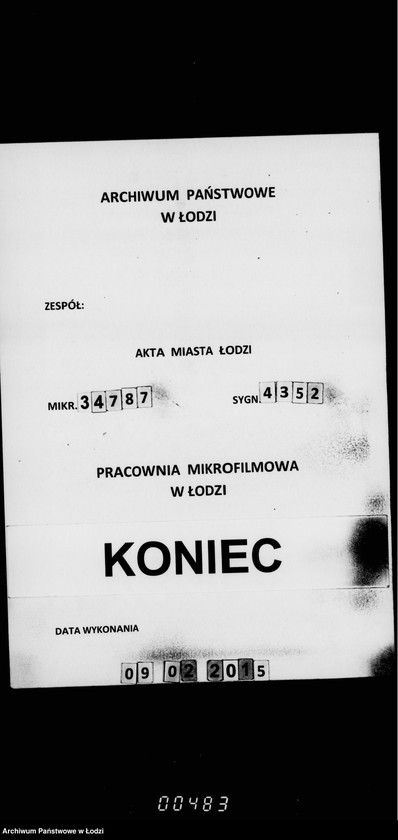 ARCHIWUM PAŃSTWOWE
W ŁODZI
ZESPÓŁ:
AKTA MIASTA ŁODZI
MIKR. 34787 SYGN. 4352
PRACOWNIA MIKROFILMOWA
W ŁODZI
KONIEC
DATA WYKONANIA
09 02 2015
00483
Archiwum Państwowe w Łodzi